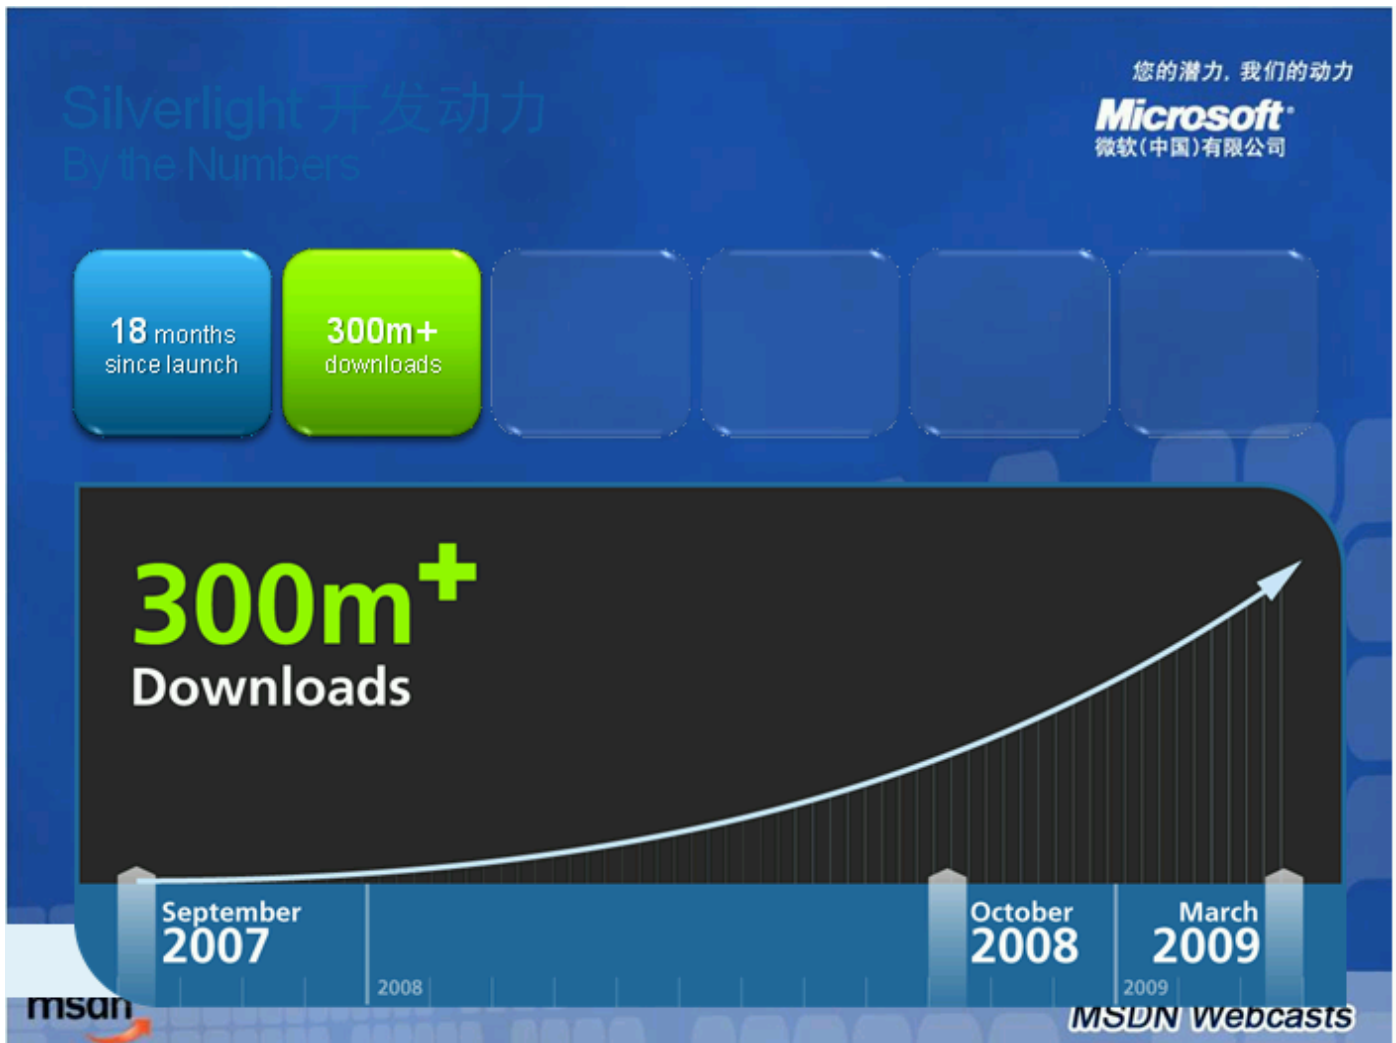 您的潜力, 我们的动力
Microsoft
微软(中国)有限公司
Silverlight 开发动力
By the Numbers
18 months
since launch
300m+
downloads
300m+
Downloads
September
2007
October
2008
March
2009
2008
2009
msdn
MSDN Webcasts